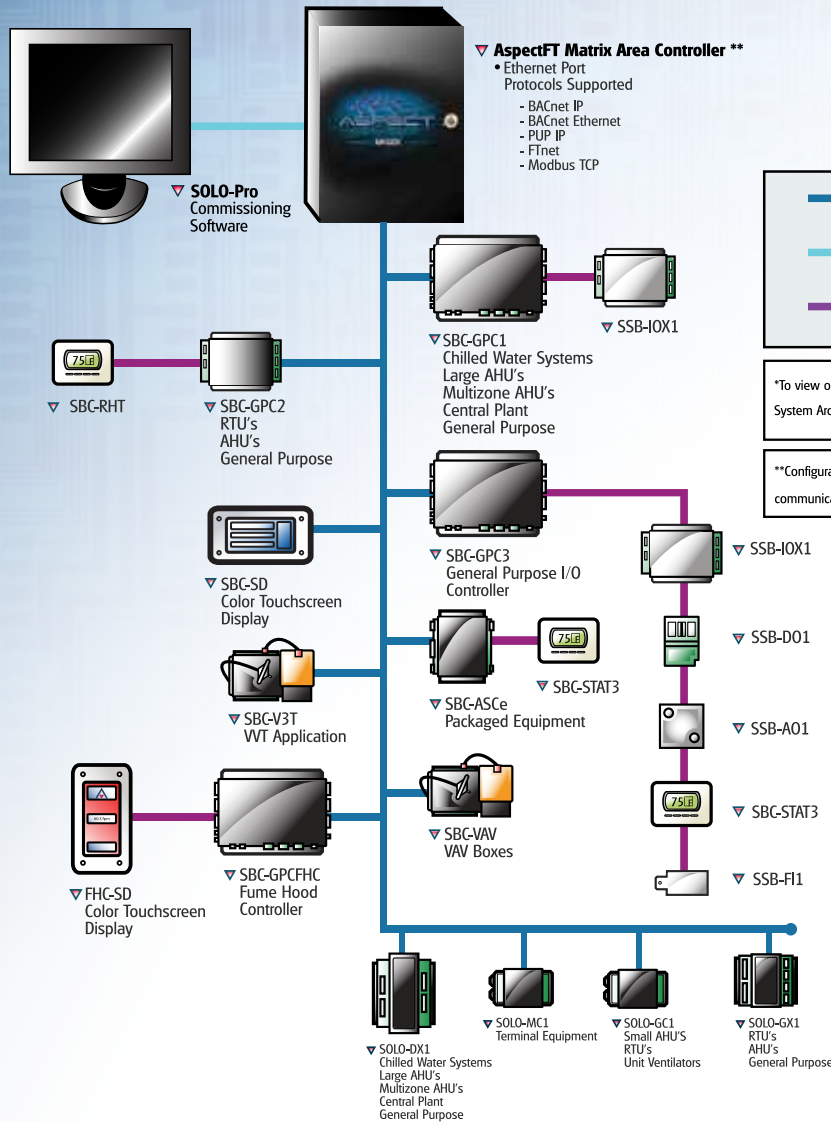 AspectFT Matrix Area Controller **
• Ethernet Port
Protocols Supported
- BACnet IP
- BACnet Ethernet
- PUP IP
- FTnet
- Modbus TCP
ASPECT
SOLO-Pro
Commissioning
Software
SSB-IOX1
SBC-GPC1
Chilled Water Systems
Large AHU's
Multizone AHU's
Central Plant
General Purpose
75
SBC-RHT
SBC-GPC2
RTU's
AHU's
General Purpose
*To view o
System Arc
**Configura
communica
SBC-GPC3
General Purpose I/O
Controller
SSB-IOX1
SBC-SD
Color Touchscreen
Display
SSB-DO1
75
SBC-STAT3
SBC-ASCe
Packaged Equipment
SBC-V3T
VVT Application
SSB-AO1
75
SBC-STAT3
SBC-VAV
VAV Boxes
SBC-GPCFHC
Fume Hood
Controller
SSB-FI1
FHC-SD
Color Touchscreen
Display
SOLO-DX1
Chilled Water Systems
Large AHU's
Multizone AHU's
Central Plant
General Purpose
SOLO-MC1
Terminal Equipment
SOLO-GC1
Small AHU'S
RTU's
Unit Ventilators
SOLO-GX1
RTU's
AHU's
General Purpose